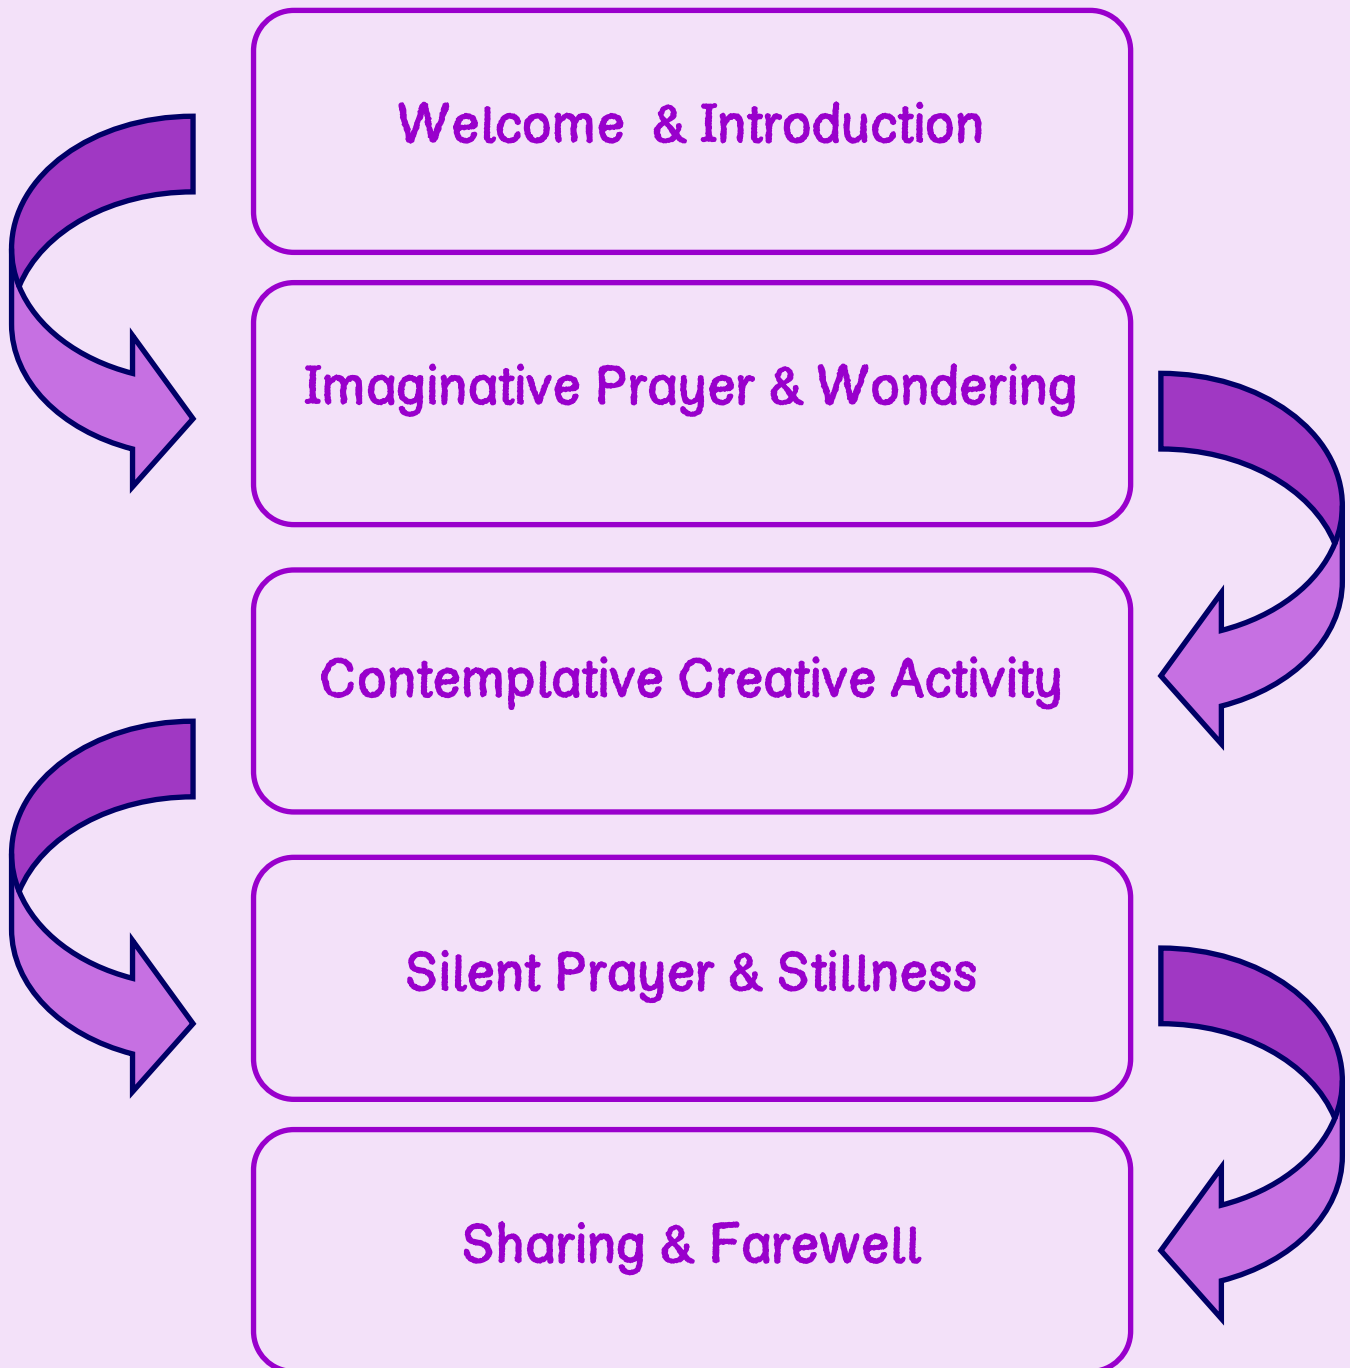 Welcome & Introduction
Imaginative Prayer & Wondering
Contemplative Creative Activity
Silent Prayer & Stillness
Sharing & Farewell